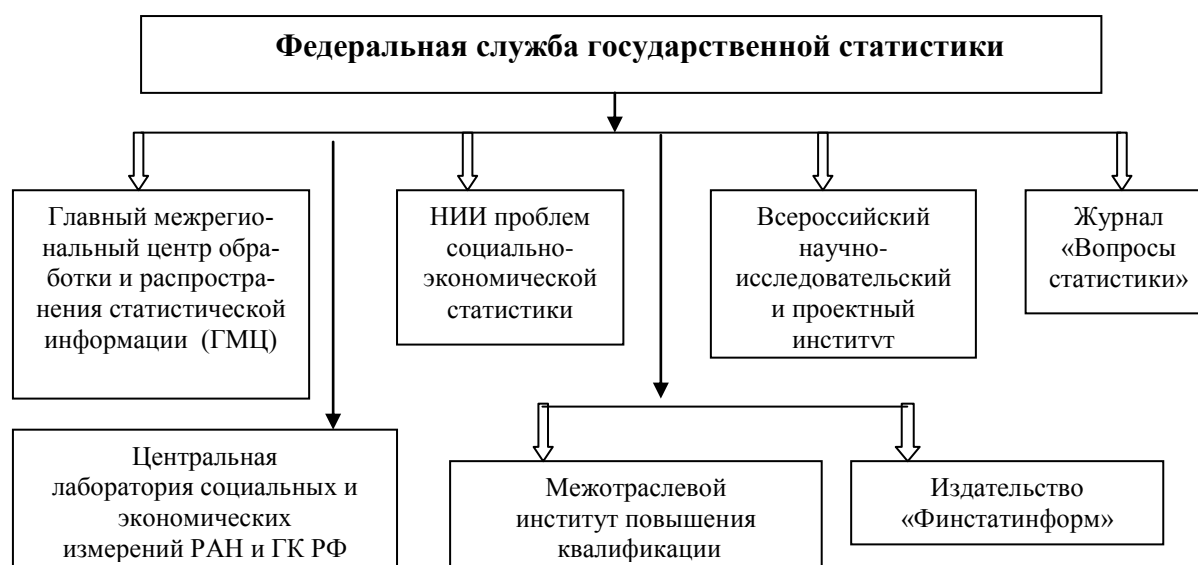 Федеральная служба государственной статистики
Главный межрегио-
нальный центр обра-
ботки и распростра-
нения статистической
информации (ГМЦ)
НИИ проблем
социально-
экономической
статистики
Всероссийский
научно-
исследовательский
и проектный
институт
Журнал
«Вопросы
статистики»
Центральная
лаборатория социальных и
экономических
измерений РАН и ГК РФ
Межотраслевой
институт повышения
квалификации
Издательство
«Финстатинформ»